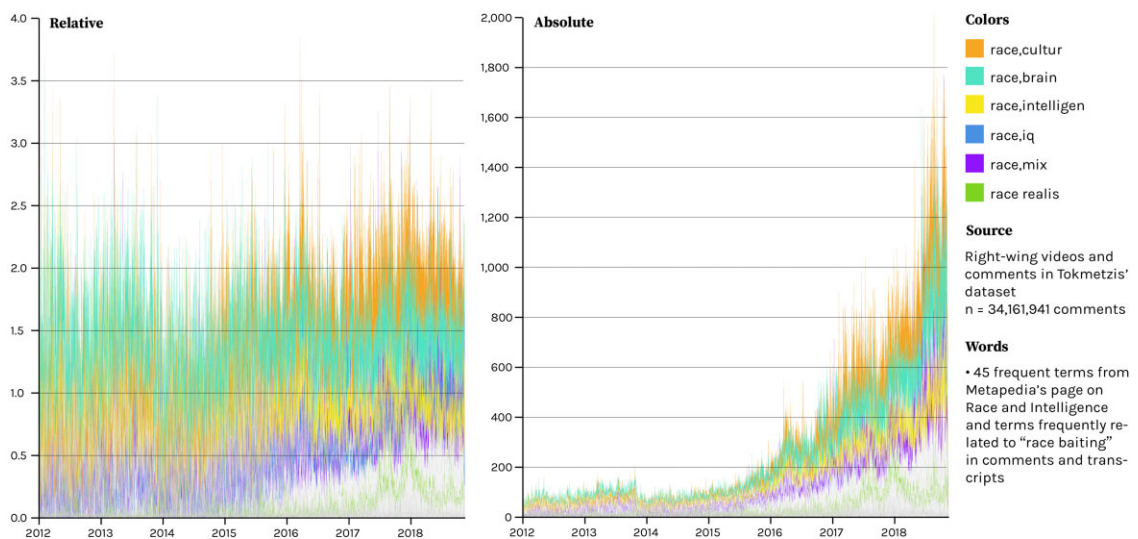 Relative
4.0
3.5
3.0
2.5
2.0
1.5
1.0
0.5
0.0
2012 2013 2014 2015 2016 2017 2018
Absolute
2,000
1,800
1,600
1,400
1,200
1,000
800
600
400
200
0
2012 2013 2014 2015 2016 2017 2018
Colors
race,cultur
race,brain
race,intelligen
race,iq
race,mix
race realis
Source
Right-wing videos and
comments in Tokmetzis'
dataset
n = 34,161,941 comments
Words
• 45 frequent terms from
Metapedia's page on
Race and Intelligence
and terms frequently re-
lated to “race baiting”
in comments and trans-
cripts